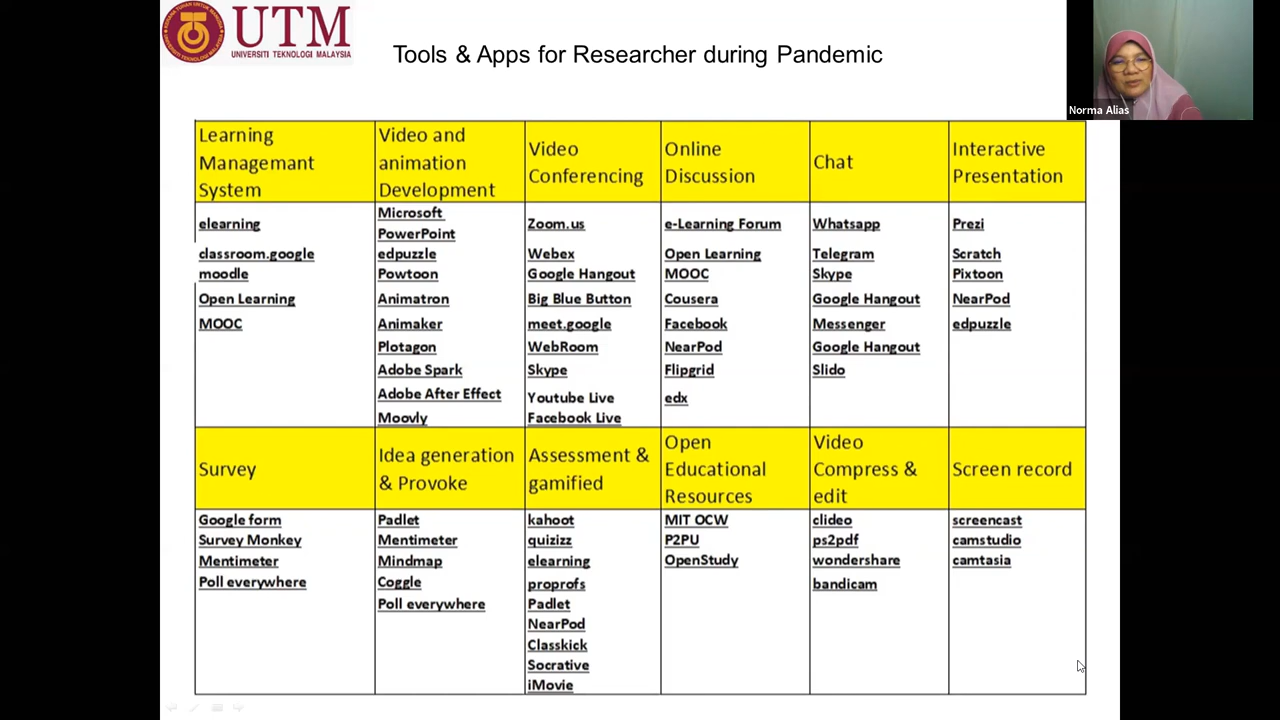 UTM
UNIVERSITI TEKNOLOGI MALAYSIA
Tools & Apps for Researcher during Pandemic
Norma Alias
Learning
Managemant
System
Video and
animation
Development
Video
Conferencing
Online
Discussion
Chat
Interactive
Presentation
elearning
classroom.google
moodle
Open Learning
MOOC
Microsoft
PowerPoint
edpuzzle
Powtoon
Animatron
Animaker
Plotagon
Adobe Spark
Adobe After Effect
Moovly
Zoom.us
Webex
Google Hangout
Big Blue Button
meet.google
WebRoom
Skype
Youtube Live
Facebook Live
e-Learning Forum
Open Learning
MOOC
Cousera
Facebook
NearPod
Flipgrid
edx
Whatsapp
Telegram
Skype
Google Hangout
Messenger
Google Hangout
Slido
Prezi
Scratch
Pixtoon
NearPod
edpuzzle
Survey
Idea generation
& Provoke
Assessment &
gamified
Open
Educational
Resources
Video
Compress &
edit
Screen record
Google form
Survey Monkey
Mentimeter
Poll everywhere
Padlet
Mentimeter
Mindmap
Coggle
Poll everywhere
kahoot
quizizz
elearning
proprofs
Padlet
NearPod
Classkick
Socrative
iMovie
MIT OCW
P2PU
OpenStudy
clideo
ps2pdf
wondershare
bandicam
screencast
camstudio
camtasia